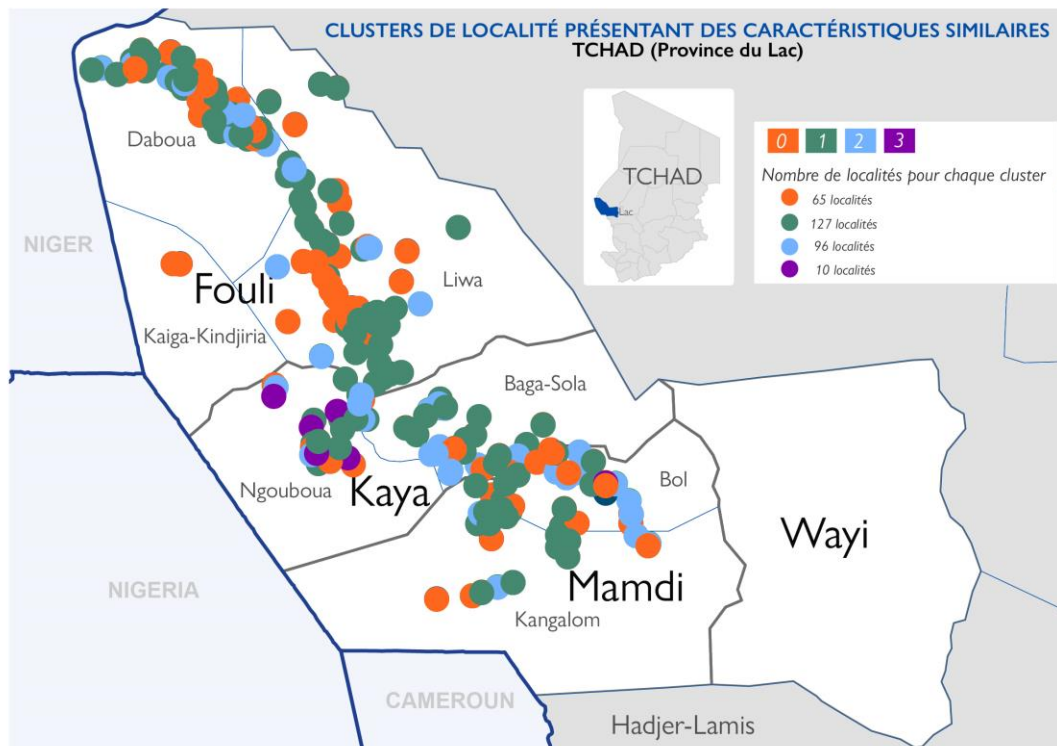 CLUSTERS DE LOCALITÉ PRÉSENTANT DES CARACTÉRISTIQUES SIMILAIRES
TCHAD (Province du Lac)
0 1 2 3
Nombre de localités pour chaque cluster
65 localités
127 localités
96 localités
10 localités
TCHAD
Lac
Daboua
NIGER
Fouli
Liwa
Kaiga-Kindjiria
Baga-Sola
Ngouboua
Kaya
Bol
Wayi
NIGERIA
Mamdi
Kangalom
CAMEROUN
Hadjer-Lamis